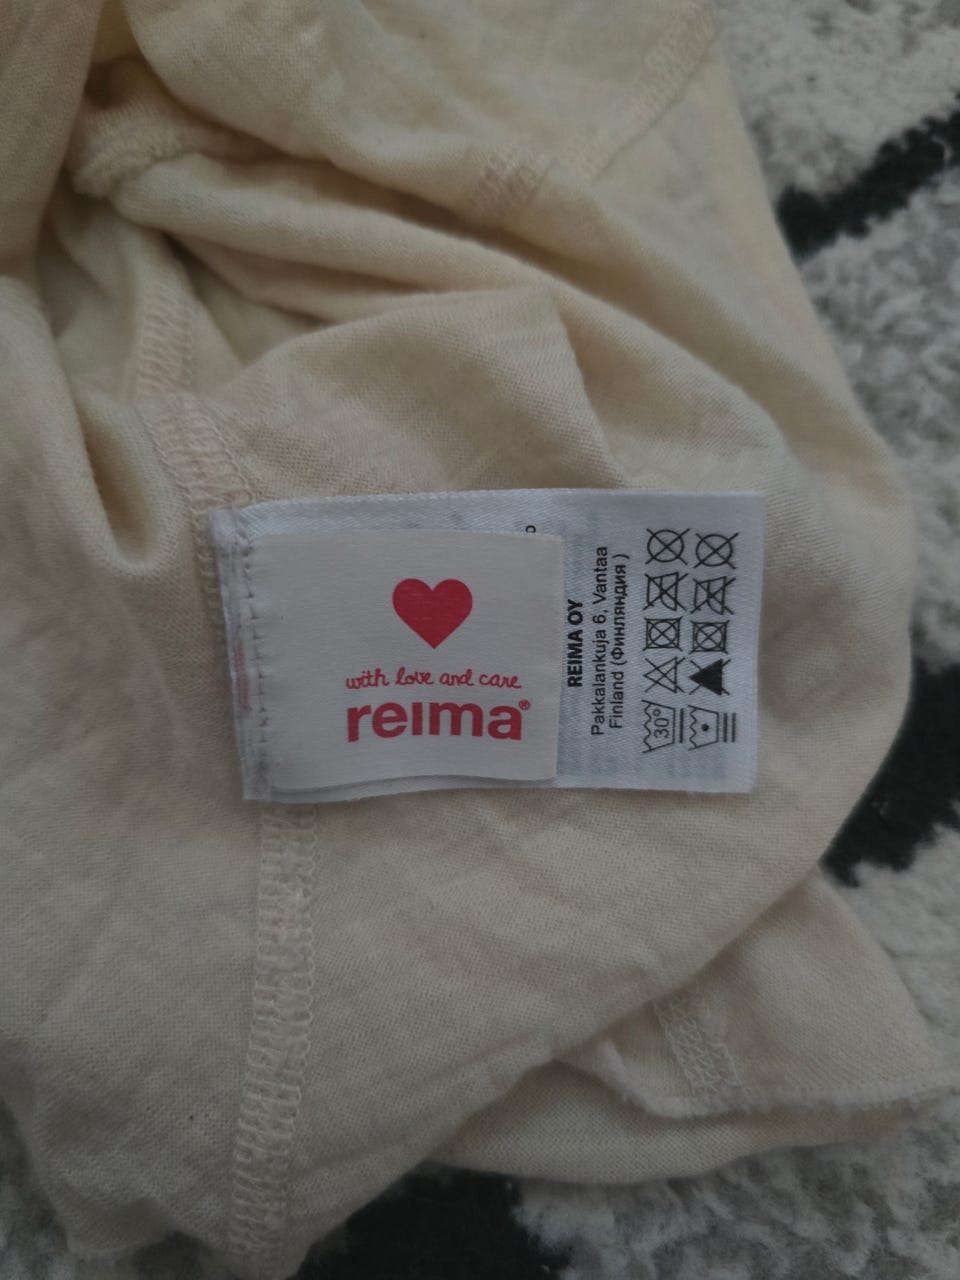 with love and care
reima®
REIMA OY
Pakkalankuja 6, Vantaa
Finland (Финляндия )
30°